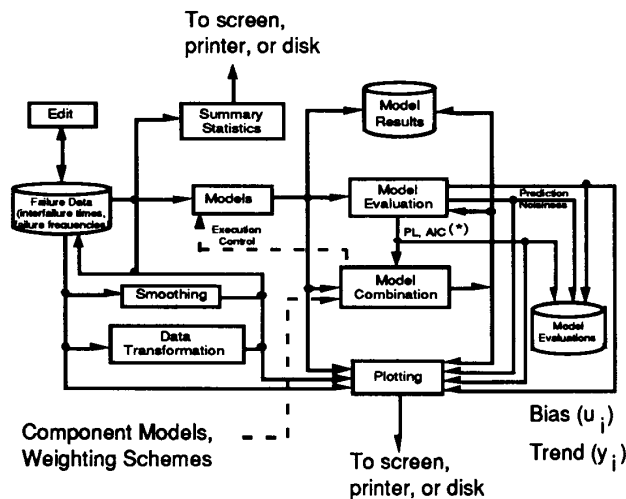 To screen,
printer, or disk
Edit
Summary
Statistics
Model
Results
Failure Data
(interfailure times,
failure frequencies)
Models
Model
Evaluation
Prediction
Noisiness
Execution
Control
PL, AIC (*)
Smoothing
Model
Combination
Data
Transformation
Model
Evaluations
Plotting
Component Models,
Weighting Schemes
Bias (u i)
Trend (y i)
To screen,
printer, or disk